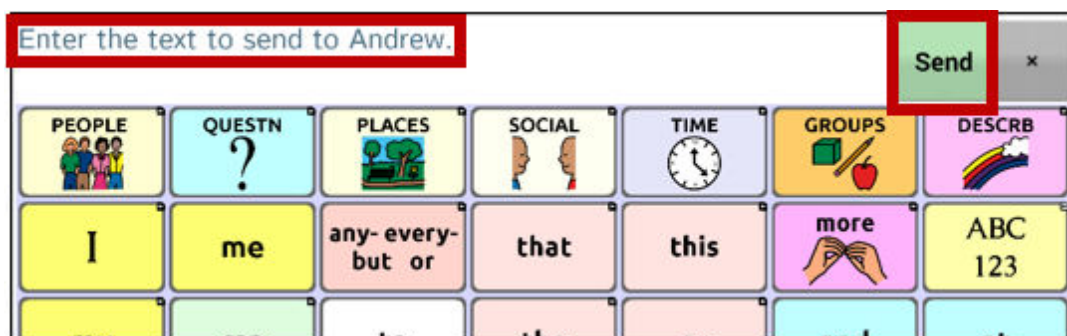 Enter the text to send to Andrew.
Send ×
PEOPLE QUESTN PLACES SOCIAL TIME GROUPS DESCRB
?
I me any- every- that this more ABC
but or 123